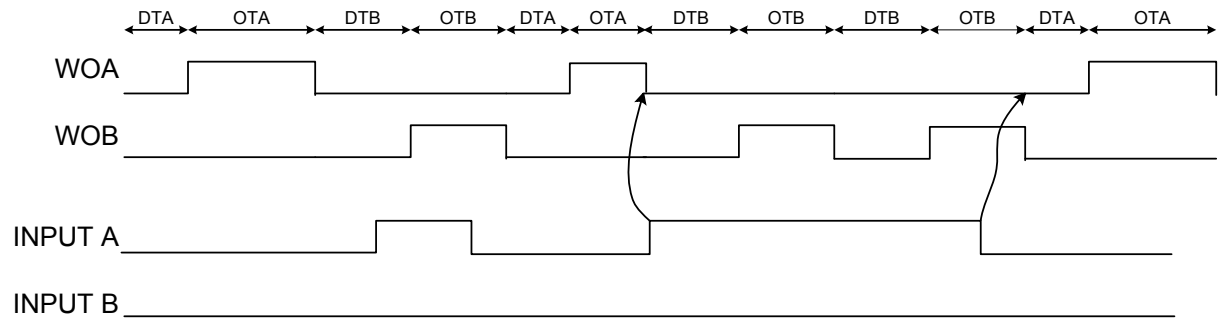 DTA OTA DTB OTB DTA OTA DTB OTB DTB OTB DTA OTA
WOA
WOB
INPUT A
INPUT B